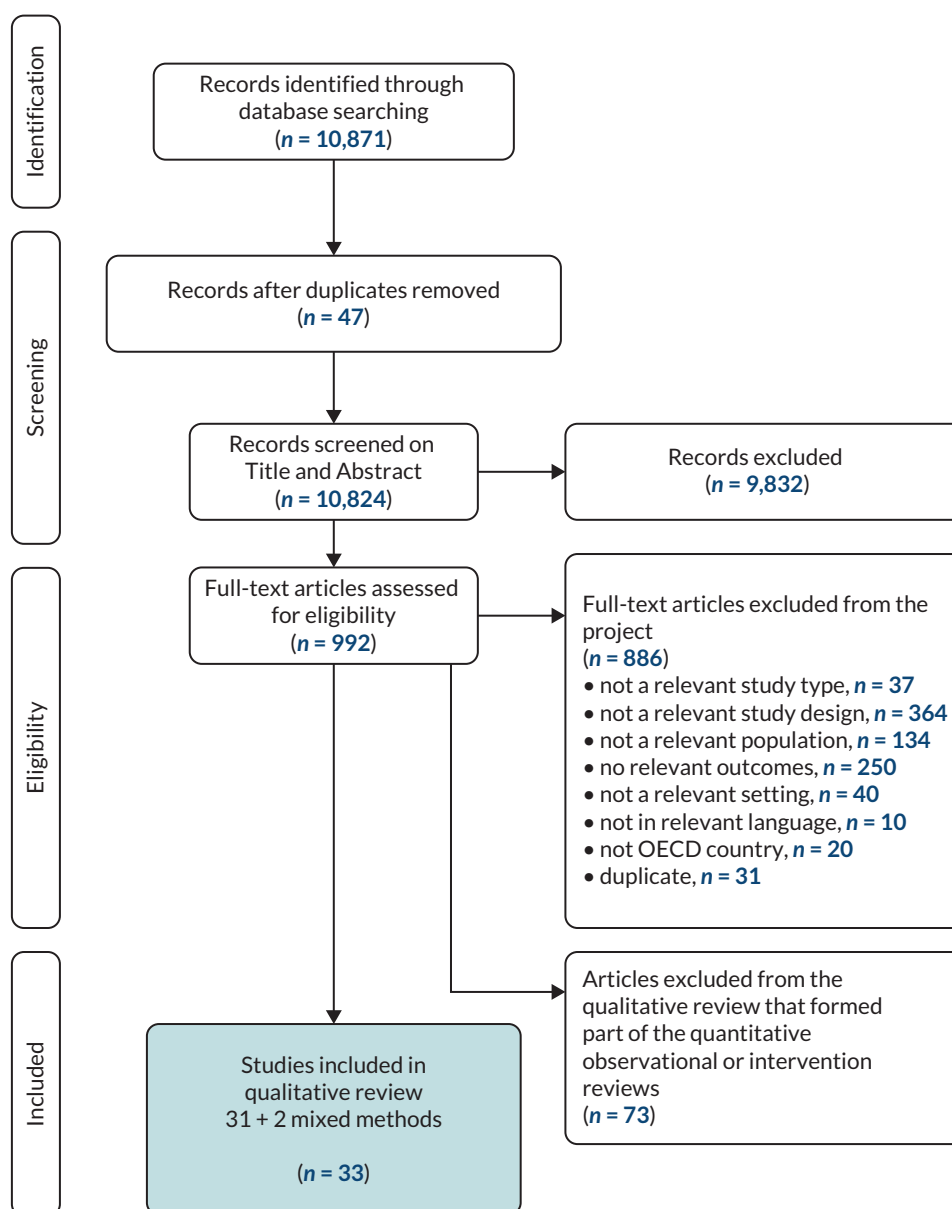 Identification
Records identified through
database searching
(n = 10,871)
Screening
Records after duplicates removed
(n = 47)
Records screened on
Title and Abstract
(n = 10,824)
Records excluded
(n = 9,832)
Eligibility
Full-text articles assessed
for eligibility
(n = 992)
Full-text articles excluded from the
project
(n = 886)
• not a relevant study type, n = 37
• not a relevant study design, n = 364
• not a relevant population, n = 134
• no relevant outcomes, n = 250
• not a relevant setting, n = 40
• not in relevant language, n = 10
• not OECD country, n = 20
• duplicate, n = 31
Included
Studies included in
qualitative review
31 + 2 mixed methods
(n = 33)
Articles excluded from the
qualitative review that formed
part of the quantitative
observational or intervention
reviews
(n = 73)